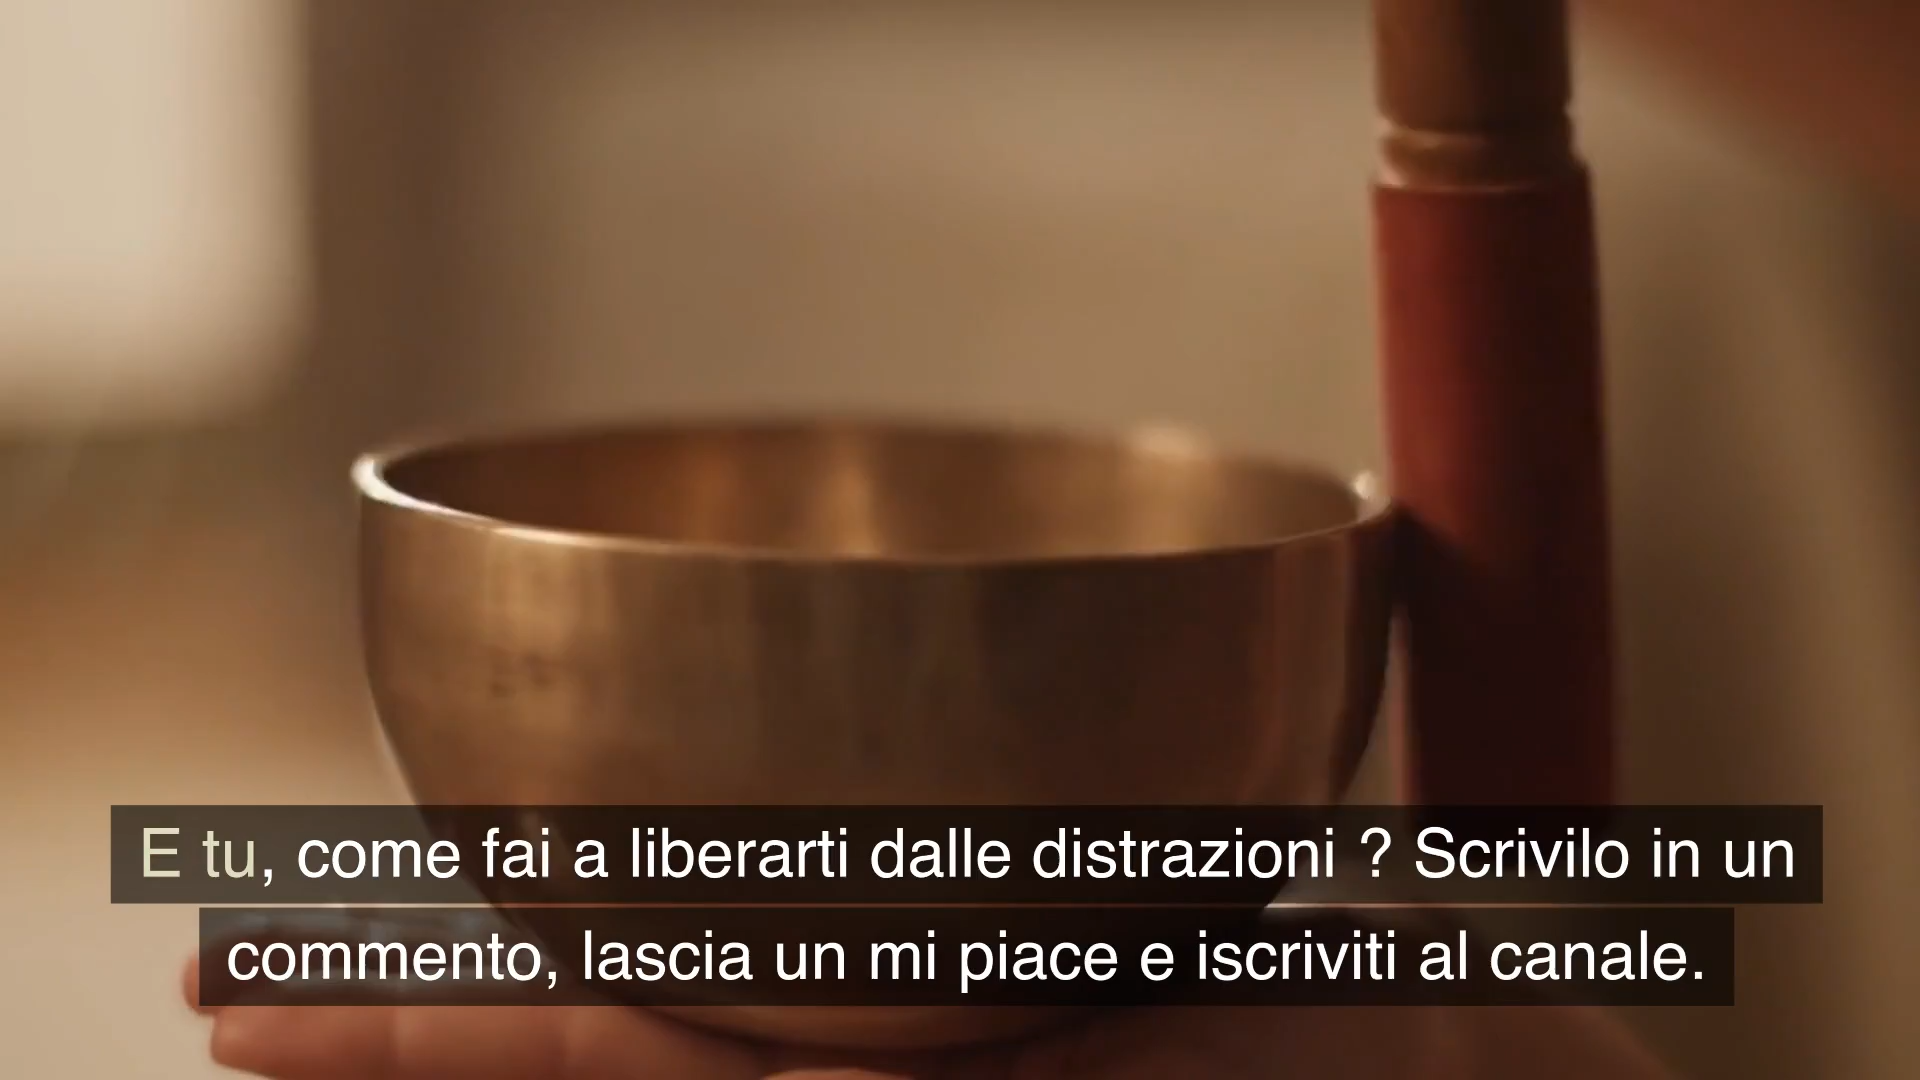 E tu, come fai a liberarti dalle distrazioni ? Scrivilo in un
commento, lascia un mi piace e iscriviti al canale.